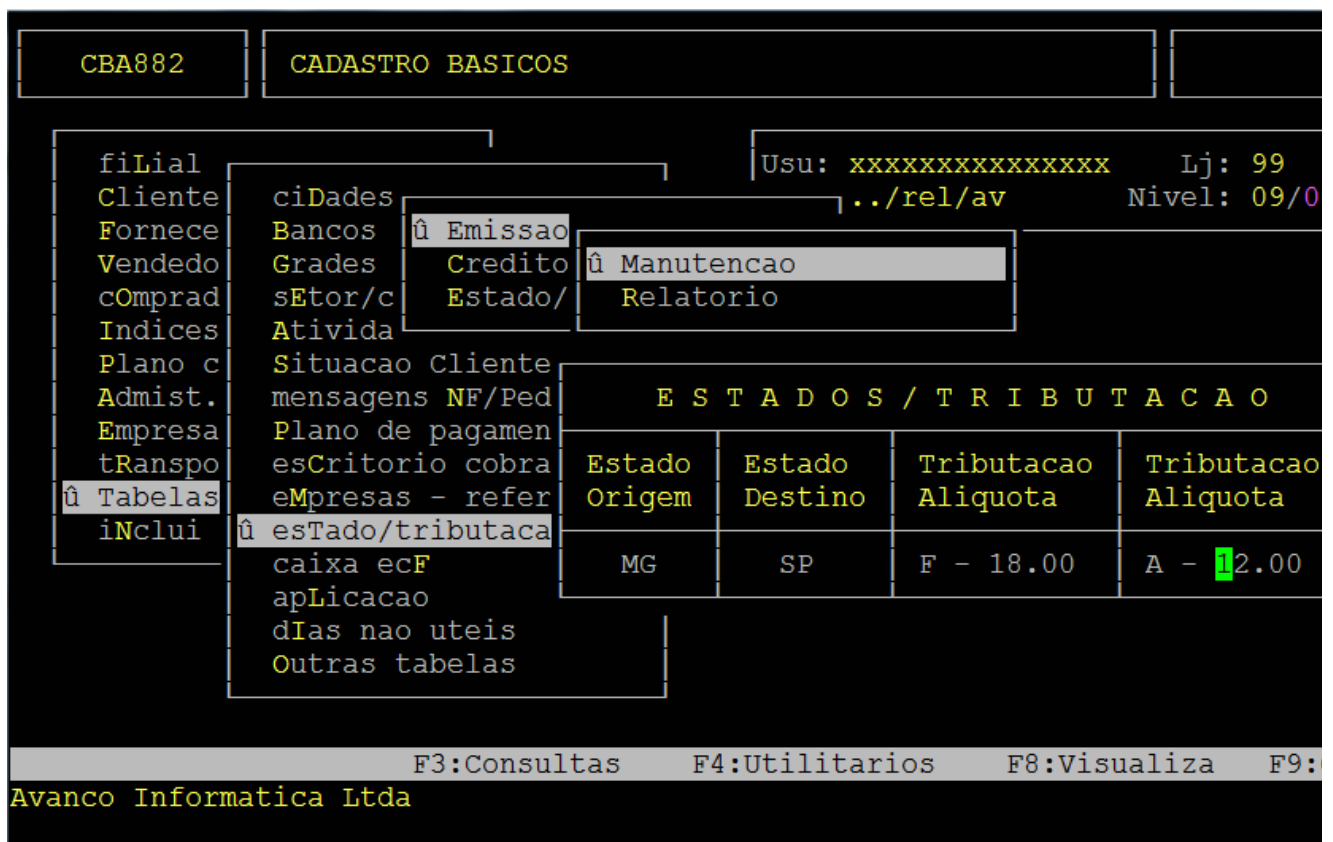 CBA882 CADASTRO BASICOS
fiLial Usu: xxxxxxxxxxxxxxx Lj: 99
Cliente ciDades ../rel/av Nivel: 09/0
Fornece Bancos û Emissao
Vendedo Grades Credito û Manutencao
cOmprad sEtor/c Estado/ Relatorio
Indices Ativida
Plano c Situacao Cliente
Admist. mensagens NF/Ped E S T A D O S / T R I B U T A C A O
Empresa Plano de pagamen
tRanspo esCritorio cobra Estado Estado Tributacao Tributacao
û Tabelas eMpresas - refer Origem Destino Aliquota Aliquota
iNclui û esTado/tributaca
caixa ecF MG SP F - 18.00 A - 12.00
apLicacao
dIas nao uteis
Outras tabelas
F3:Consultas F4:Utilitarios F8:Visualiza F9:
Avanco Informatica Ltda